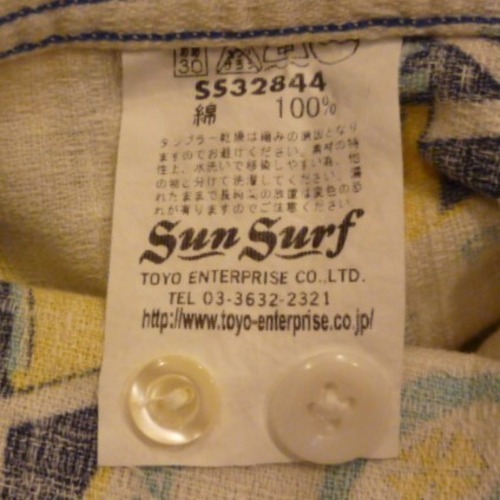 30
SS32844
綿 100%
タンブラー乾燥は縮みの原因となり
ますのでお避けください。素材の特
性上、水洗いで移染しやすい為、他
の物と分けて洗濯してください。濡
れたままで長時間の放置は変色の恐
れが有りますのでご注意ください。
Sun Surf
TOYO ENTERPRISE CO.,LTD.
TEL 03-3632-2321
http://www.toyo-enterprise.co.jp/